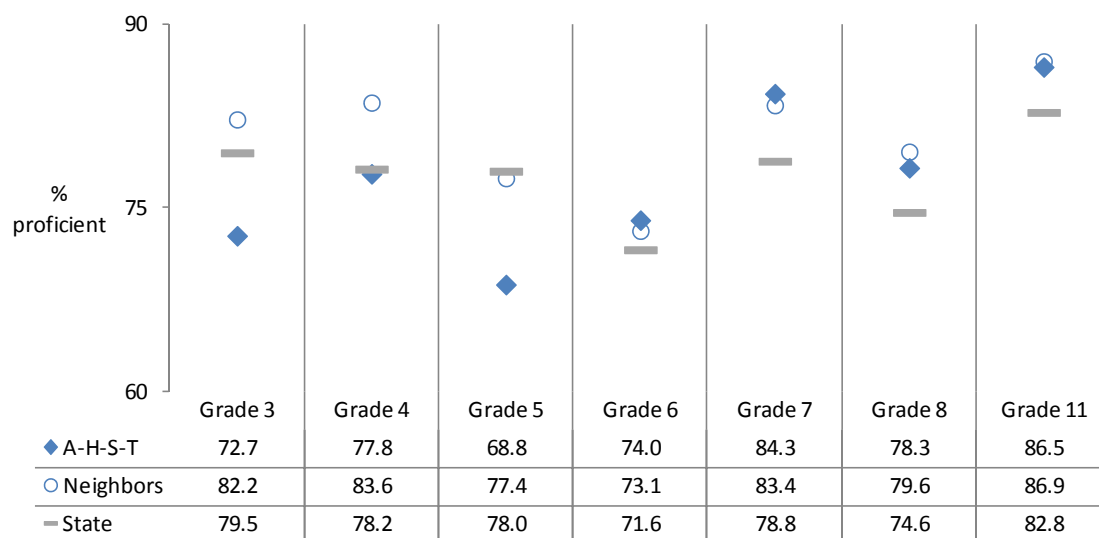 90
75
60
%
proficient
Grade 3 Grade 4 Grade 5 Grade 6 Grade 7 Grade 8 Grade 11
A-H-S-T 72.7 77.8 68.8 74.0 84.3 78.3 86.5
Neighbors 82.2 83.6 77.4 73.1 83.4 79.6 86.9
State 79.5 78.2 78.0 71.6 78.8 74.6 82.8